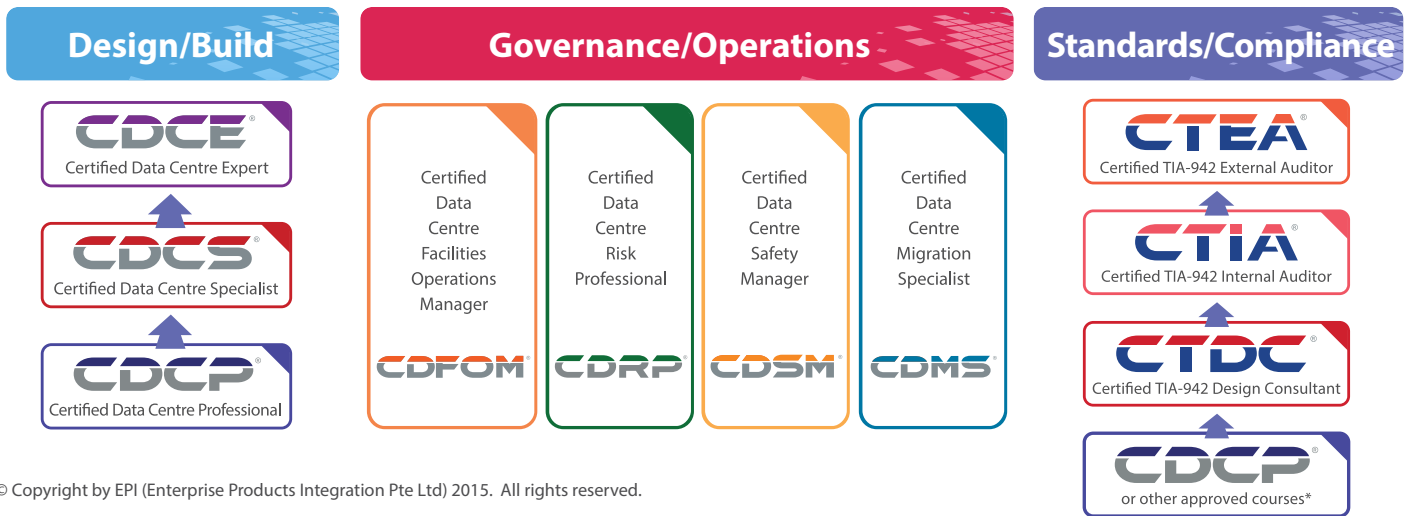 Design/Build
CDCE®
Certified Data Centre Expert
CDCS®
Certified Data Centre Specialist
CDCP®
Certified Data Centre Professional
Governance/Operations
Certified
Data
Centre
Facilities
Operations
Manager
CDFOM®
Certified
Data
Centre
Risk
Professional
CDRP®
Certified
Data
Centre
Safety
Manager
CDSM®
Certified
Data
Centre
Migration
Specialist
CDMS®
Standards/Compliance
CTEA®
Certified TIA-942 External Auditor
CTIA®
Certified TIA-942 Internal Auditor
CTDC®
Certified TIA-942 Design Consultant
CDCP®
or other approved courses*
© Copyright by EPI (Enterprise Products Integration Pte Ltd) 2015. All rights reserved.